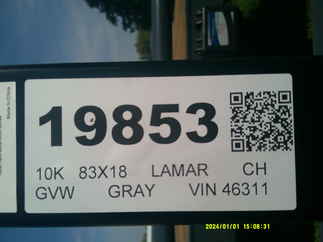 19853
10K 83X18 LAMAR CH
GVW GRAY VIN 46311
2024/01/01 15:08:31